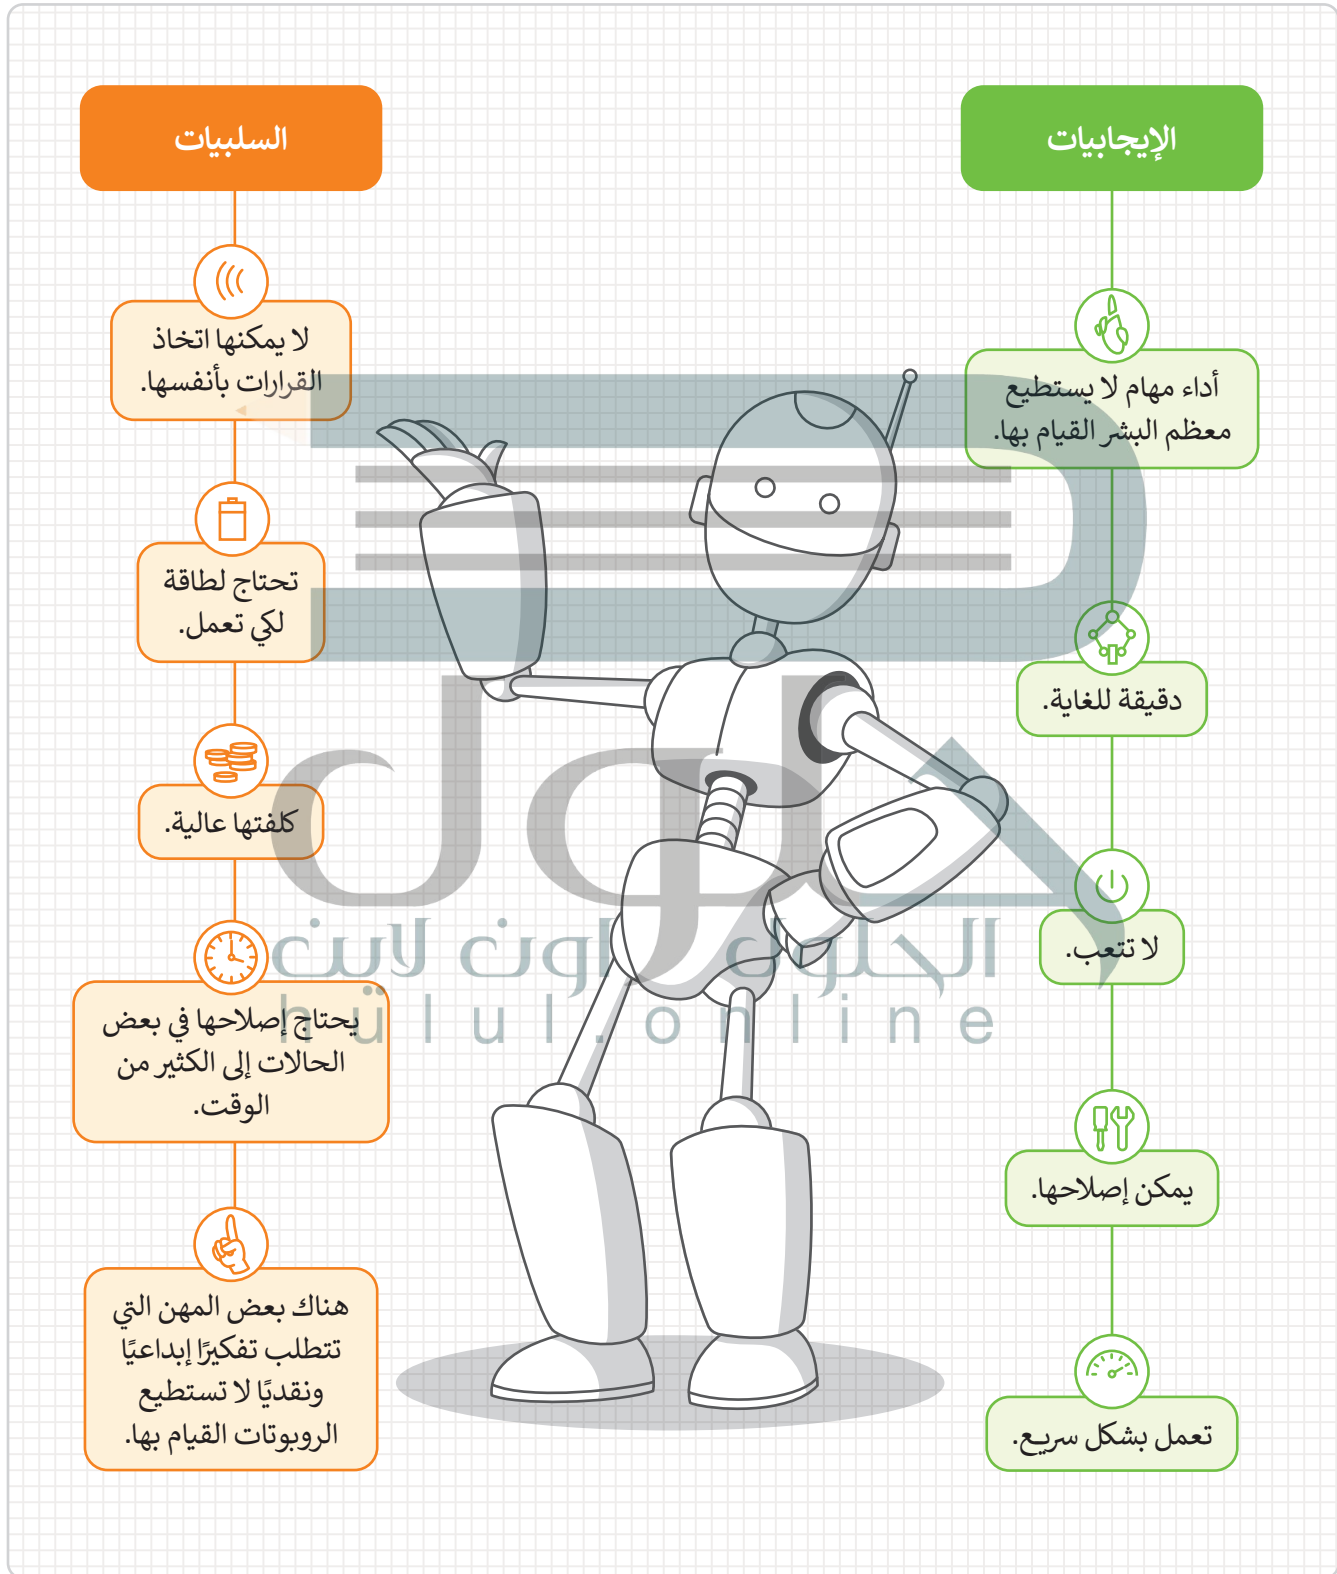 الإيجابيات
أداء مهام لا يستطيع
معظم البشر القيام بها.
دقيقة للغاية.
لا تتعب.
يمكن إصلاحها.
تعمل بشكل سريع.
السلبيات
لا يمكنها اتخاذ
القرارات بأنفسها.
تحتاج لطاقة
لكي تعمل.
كلفتها عالية.
يحتاج إصلاحها في بعض
الحالات إلى الكثير من
الوقت.
هناك بعض المهن التي
تتطلب تفكيرًا إبداعيًا
ونقديًا لا تستطيع
الروبوتات القيام بها.
حلول
الحلول اون لاين
hulul.online